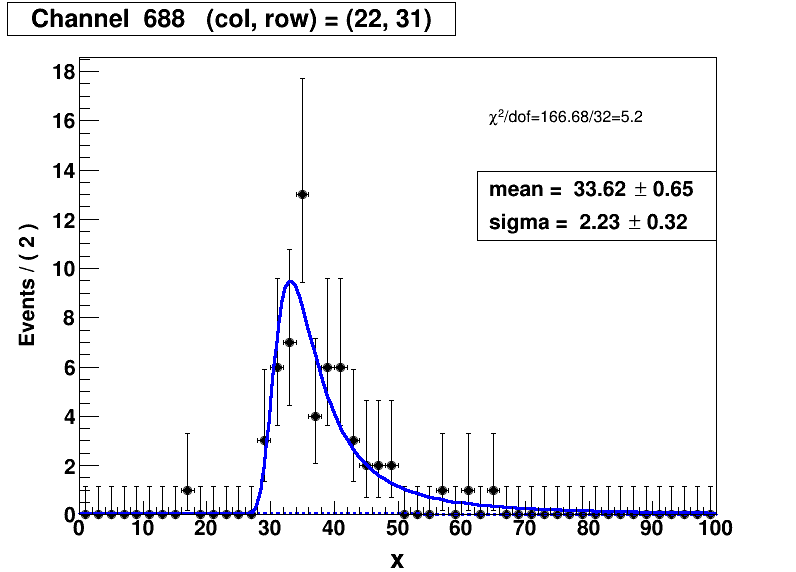 Channel 688 (col, row) = (22, 31)
χ²/dof=166.68/32=5.2
mean = 33.62 ± 0.65
sigma = 2.23 ± 0.32
Events / ( 2 )
18
16
14
12
10
8
6
4
2
0
0 10 20 30 40 50 60 70 80 90 100
x